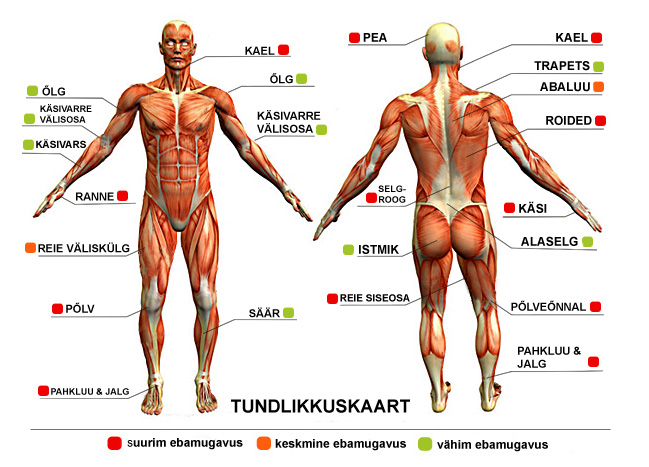 PEA
KAEL
KAEL
TRAPETS
ÕLG
ABALUU
ÕLG
KÄSIVARRE
VÄLISOSA
KÄSIVARRE
VÄLISOSA
ROIDED
KÄSIVARS
RANNE
SELG-
ROOG
KÄSI
REIE VÄLISKÜLG
ISTMIK
ALASELG
REIE SISEOSA
PÕLV
SÄÄR
PÕLVEÕNNAL
PAHKLUU &
JALG
PAHKLUU & JALG
TUNDLIKKUSKAART
suurim ebamugavus
keskmine ebamugavus
vähim ebamugavus